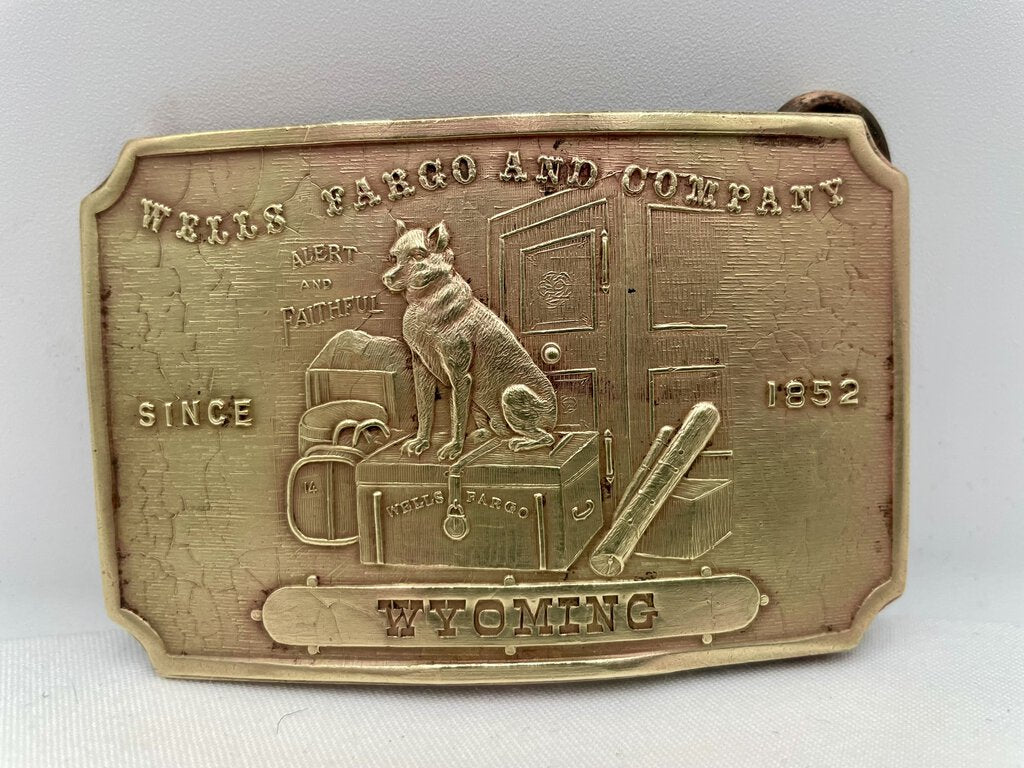 WELLS FARGO AND COMPANY
ALERT
AND
FAITHFUL
SINCE 1852
14
WELLS FARGO
WYOMING